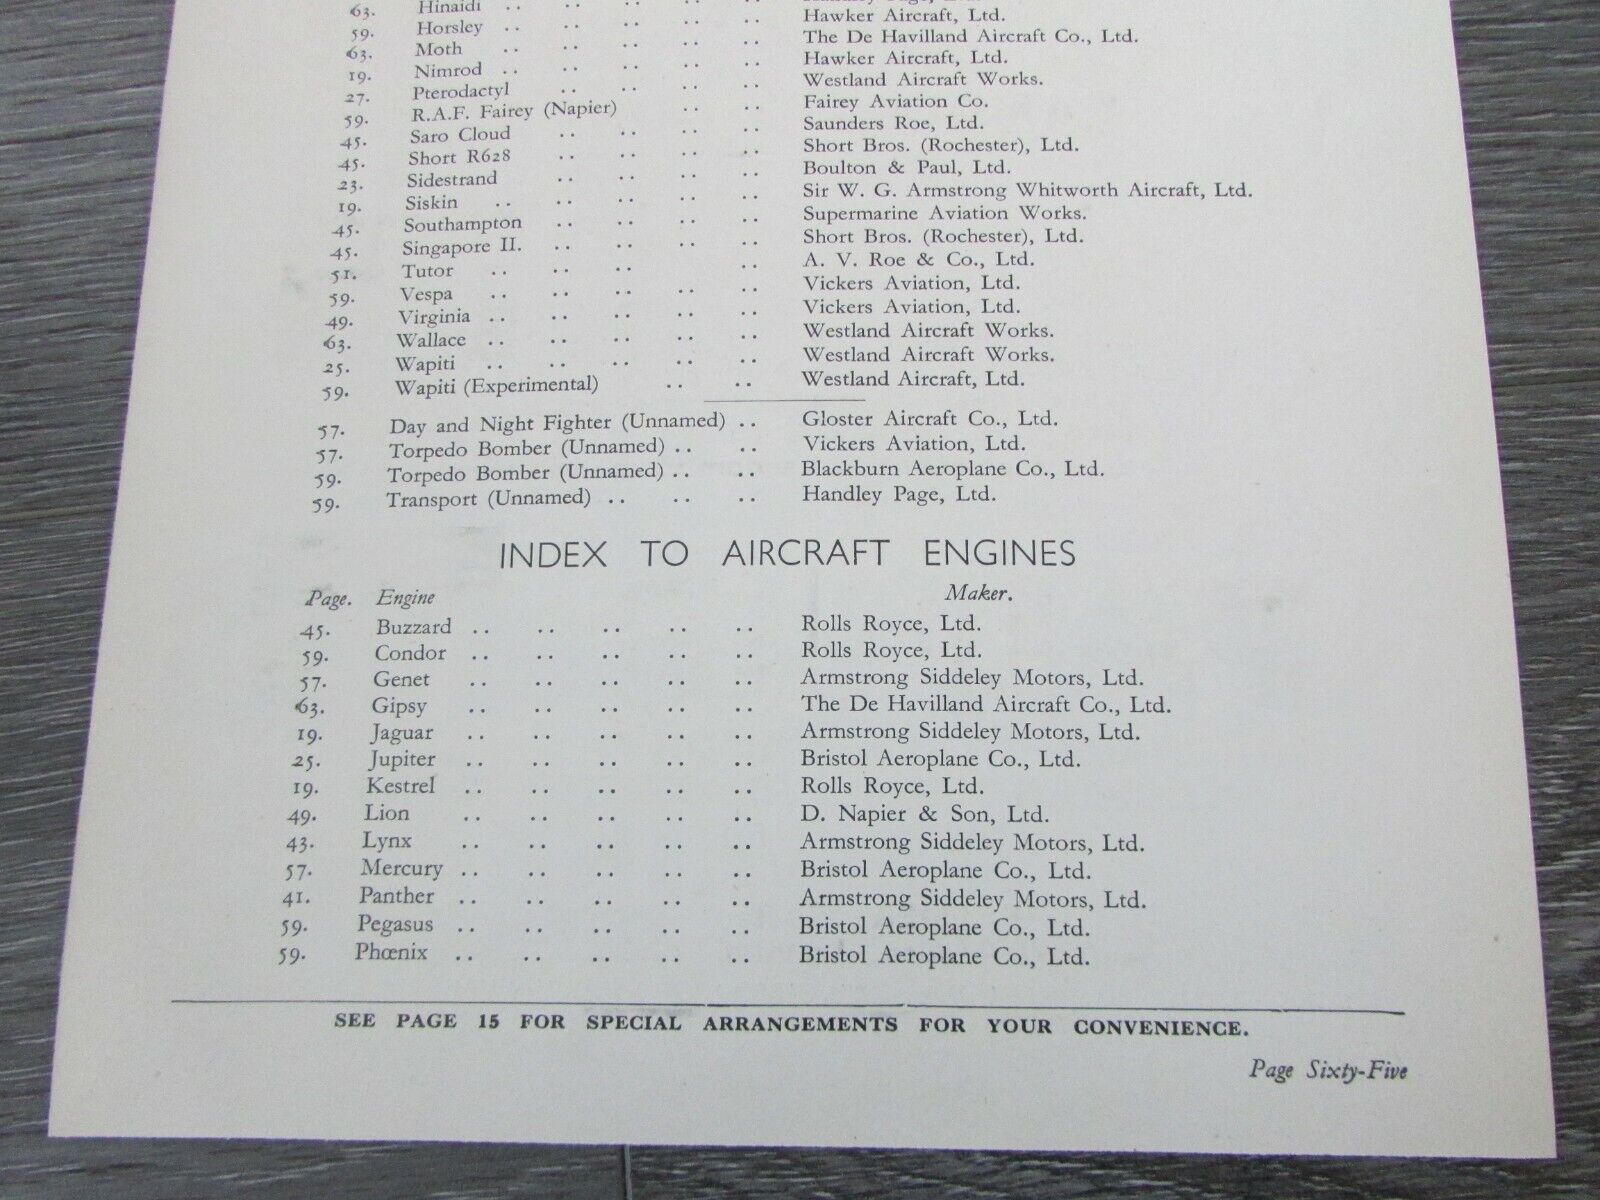 63. Hinaidi .. .. .. .. .. Handley Page, Ltd.
59. Horsley .. .. .. .. .. Hawker Aircraft, Ltd.
63. Moth .. .. .. .. .. The De Havilland Aircraft Co., Ltd.
19. Nimrod .. .. .. .. .. Hawker Aircraft, Ltd.
27. Pterodactyl .. .. .. .. Westland Aircraft Works.
59. R.A.F. Fairey (Napier) .. .. Fairey Aviation Co.
45. Saro Cloud .. .. .. .. Saunders Roe, Ltd.
45. Short R628 .. .. .. .. Short Bros. (Rochester), Ltd.
23. Sidestrand .. .. .. .. Boulton & Paul, Ltd.
19. Siskin .. .. .. .. .. Sir W. G. Armstrong Whitworth Aircraft, Ltd.
45. Southampton .. .. .. .. Supermarine Aviation Works.
45. Singapore II. .. .. .. .. Short Bros. (Rochester), Ltd.
51. Tutor .. .. .. .. A. V. Roe & Co., Ltd.
59. Vespa .. .. .. .. .. Vickers Aviation, Ltd.
49. Virginia .. .. .. .. .. Vickers Aviation, Ltd.
63. Wallace .. .. .. .. .. Westland Aircraft Works.
25. Wapiti .. .. .. .. .. Westland Aircraft Works.
59. Wapiti (Experimental) .. .. Westland Aircraft, Ltd.
57. Day and Night Fighter (Unnamed) .. Gloster Aircraft Co., Ltd.
57. Torpedo Bomber (Unnamed) .. .. Vickers Aviation, Ltd.
59. Torpedo Bomber (Unnamed) .. .. Blackburn Aeroplane Co., Ltd.
59. Transport (Unnamed) .. .. .. Handley Page, Ltd.
INDEX TO AIRCRAFT ENGINES
Page. Engine Maker.
45. Buzzard .. .. .. .. .. Rolls Royce, Ltd.
59. Condor .. .. .. .. .. Rolls Royce, Ltd.
57. Genet .. .. .. .. .. Armstrong Siddeley Motors, Ltd.
63. Gipsy .. .. .. .. .. The De Havilland Aircraft Co., Ltd.
19. Jaguar .. .. .. .. .. Armstrong Siddeley Motors, Ltd.
25. Jupiter .. .. .. .. .. Bristol Aeroplane Co., Ltd.
19. Kestrel .. .. .. .. .. Rolls Royce, Ltd.
49. Lion .. .. .. .. .. D. Napier & Son, Ltd.
43. Lynx .. .. .. .. .. Armstrong Siddeley Motors, Ltd.
57. Mercury .. .. .. .. .. Bristol Aeroplane Co., Ltd.
41. Panther .. .. .. .. .. Armstrong Siddeley Motors, Ltd.
59. Pegasus .. .. .. .. .. Bristol Aeroplane Co., Ltd.
59. Phœnix .. .. .. .. .. Bristol Aeroplane Co., Ltd.
SEE PAGE 15 FOR SPECIAL ARRANGEMENTS FOR YOUR CONVENIENCE.
Page Sixty-Five